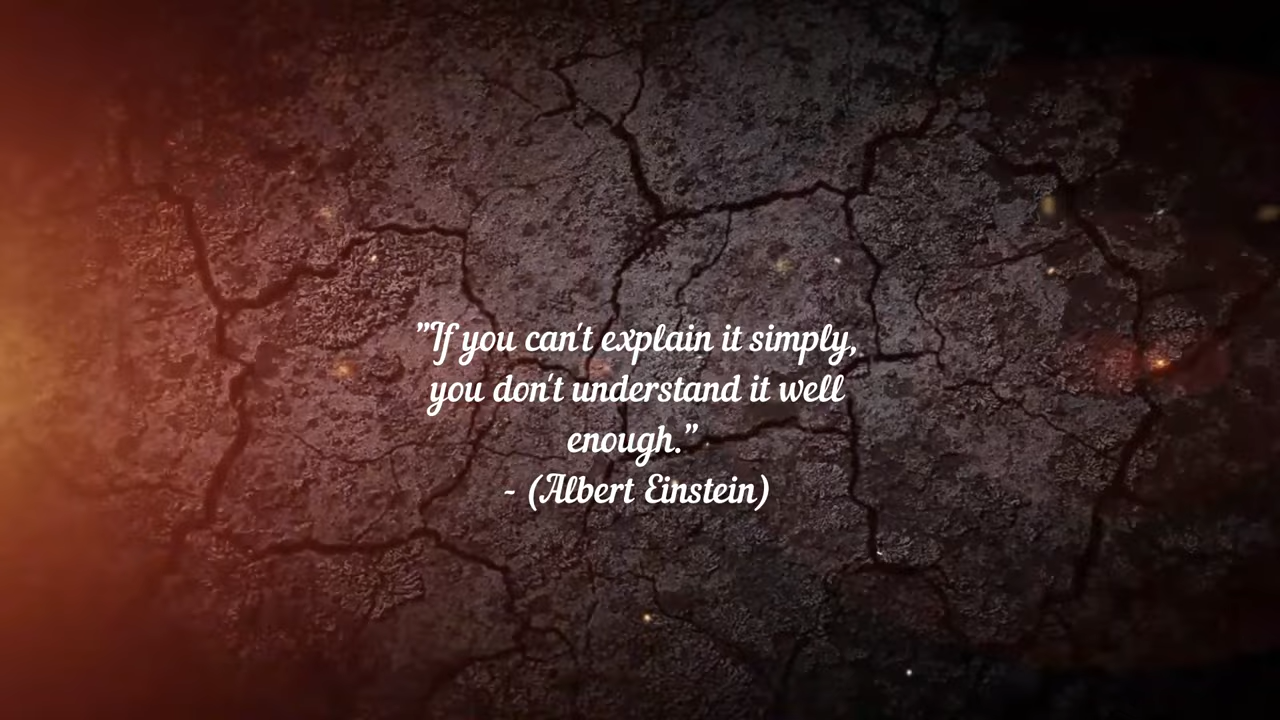 ”If you can't explain it simply,
you don't understand it well
enough.”
- (Albert Einstein)